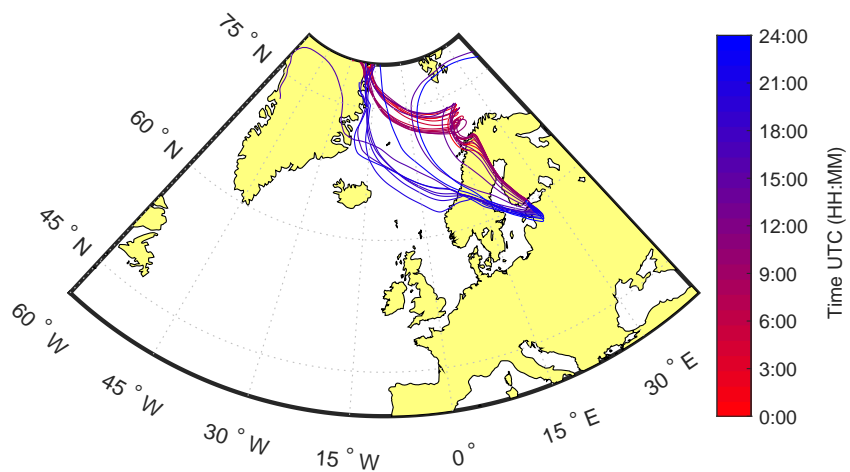 75 ° N
60 ° N
45 ° N
60 ° W
45 ° W
30 ° W
15 ° W
0 °
15 ° E
30 ° E
24:00
21:00
18:00
15:00
12:00
9:00
6:00
3:00
0:00
Time UTC (HH:MM)